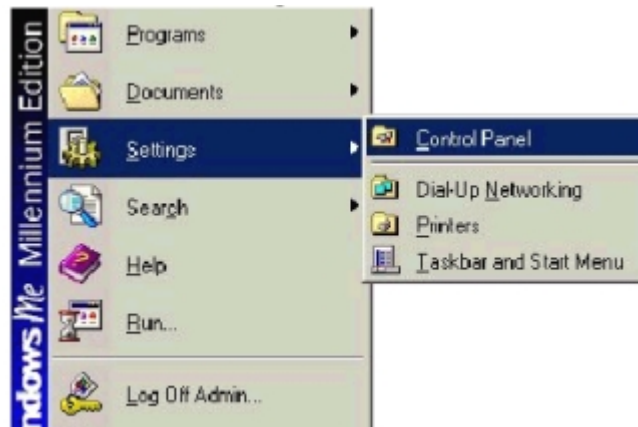 ndows Me Millennium Edition
Programs
Documents
Settings
Search
Help
Run...
Log Off Admin...
Control Panel
Dial-Up Networking
Printers
Taskbar and Start Menu